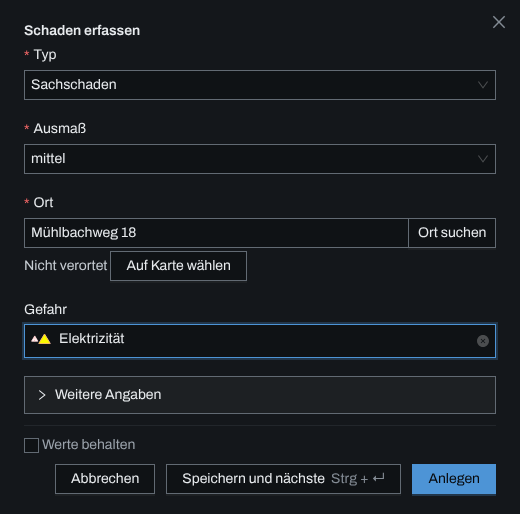 Schaden erfassen
* Typ
Sachschaden
* Ausmaß
mittel
* Ort
Mühlbachweg 18 Ort suchen
Nicht verortet Auf Karte wählen
Gefahr
Elektrizität
Weitere Angaben
Werte behalten
Abbrechen Speichern und nächste Strg + ↵ Anlegen